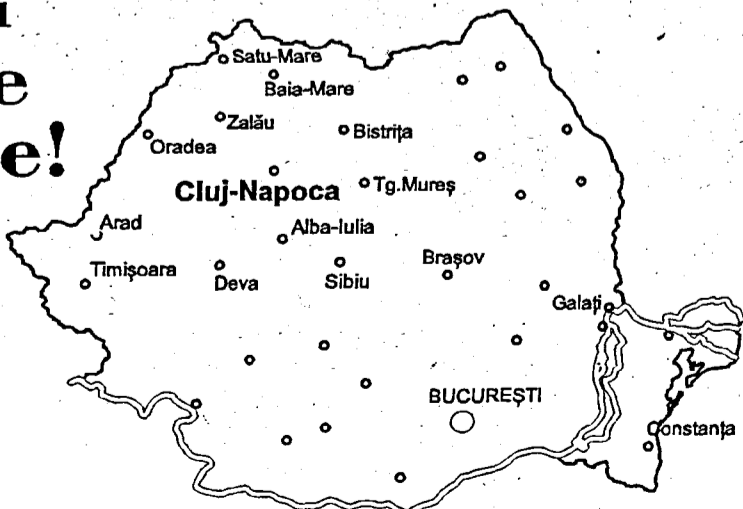 e
e!
Satu-Mare
Baia-Mare
Zalău
Oradea
Bistrița
Cluj-Napoca
Tg.Mureș
Arad
Alba-Iulia
Timișoara
Deva
Sibiu
Brașov
Galați
BUCUREȘTI
Constanța